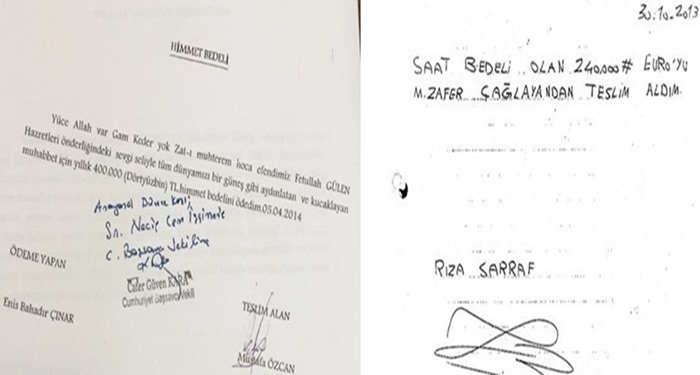 HİMMET BEDELİ
Yüce Allah var Gam Keder yok Zat-ı muhterem hoca efendimiz Fetullah GÜLEN
Hazretleri önderliğindeki sevgi seliyle tüm dünyamızı bir güneş gibi aydınlatan ve kucaklayan
muhabbet için yıllık 400.000 (Dörtyüzbin) TL.himmet bedelini ödedim.05.04.2014
Sn. Necip Cem
C. Başsavcı Vekiline
Cafer Güven KARA
Cumhuriyet Başsavcı Vekili
ÖDEME YAPAN
Enis Bahadır ÇINAR
TESLİM ALAN
Mustafa ÖZCAN
30.10.2013
SAAT BEDELİ OLAN 240.000# EURO'YU
M.ZAFER ÇAĞLAYANDAN TESLİM ALDIM.
RIZA SARRAF